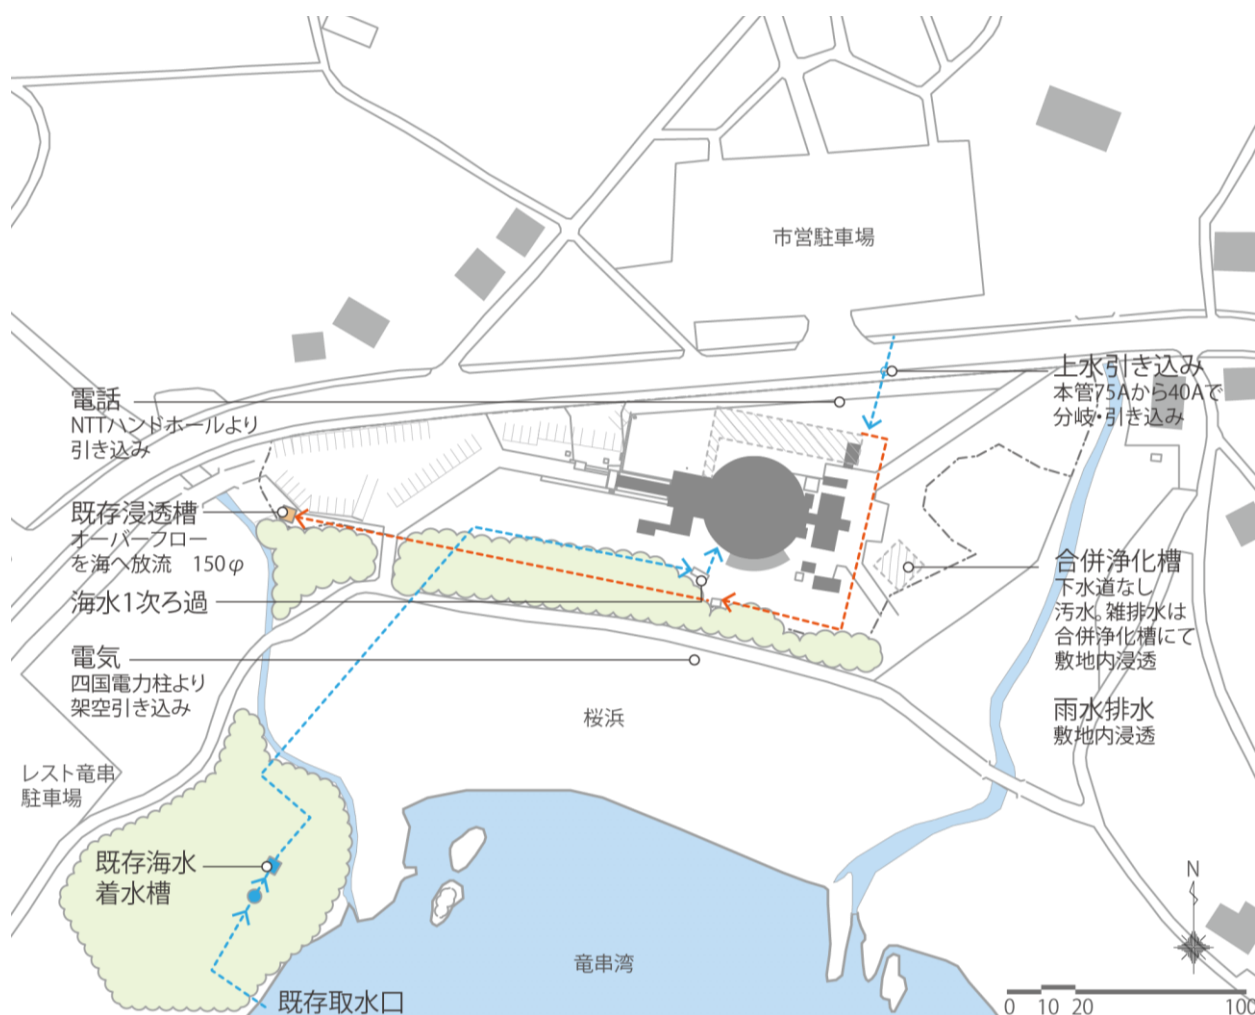 市営駐車場
電話
NTTハンドホールより
引き込み
上水引き込み
本管75Aから40Aで
分岐・引き込み
既存浸透槽
オーバーフロー
を海へ放流 150φ
海水1次ろ過
電気
四国電力柱より
架空引き込み
合併浄化槽
下水道なし
汚水。雑排水は
合併浄化槽にて
敷地内浸透
雨水排水
敷地内浸透
桜浜
レスト竜串
駐車場
既存海水
着水槽
竜串湾
既存取水口
N
0 10 20 100